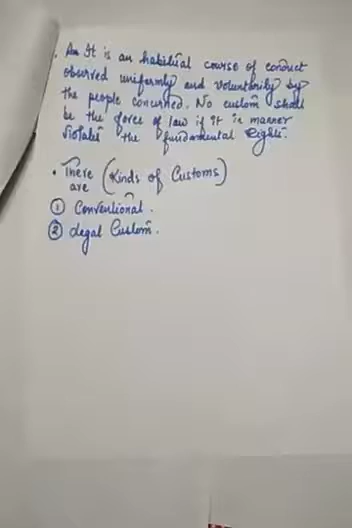 . An It is an habitual course of conduct
observed uniformly and voluntarily by
the people concerned. No custom shall
be the force of law if it in manner
violates the fundamental Rights.
• There are (Kinds of Customs)
① Conventional.
② Legal Custom.